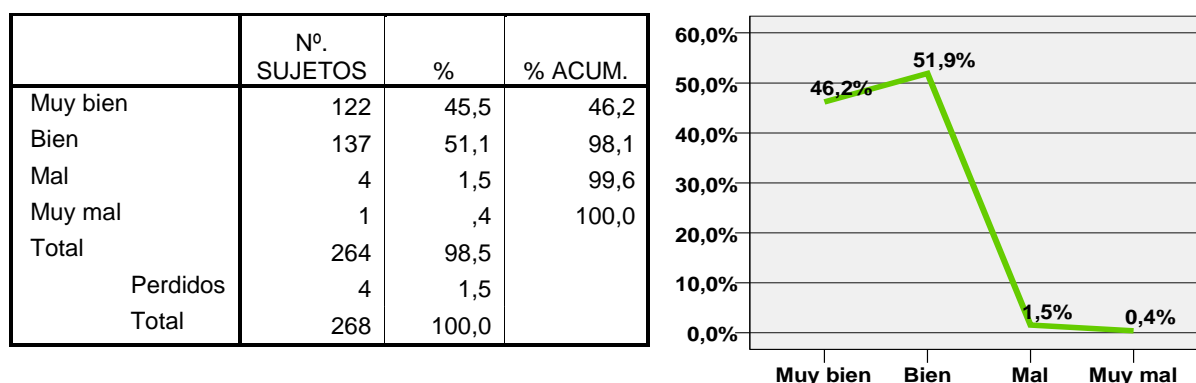 Nº.
SUJETOS % % ACUM.
Muy bien 122 45,5 46,2
Bien 137 51,1 98,1
Mal 4 1,5 99,6
Muy mal 1 ,4 100,0
Total 264 98,5
Perdidos 4 1,5
Total 268 100,0
60,0%
50,0%
40,0%
30,0%
20,0%
10,0%
0,0%
46,2%
51,9%
1,5%
0,4%
Muy bien Bien Mal Muy mal